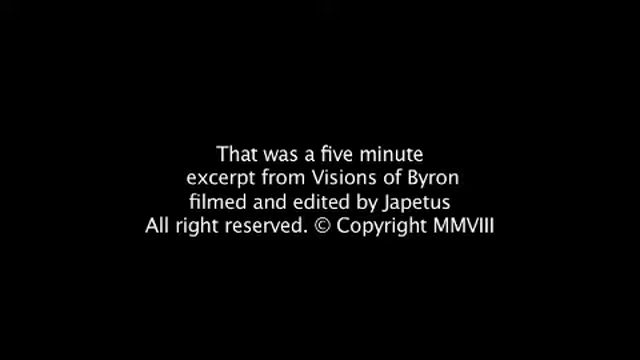 That was a five minute
excerpt from Visions of Byron
filmed and edited by Japetus
All right reserved. © Copyright MMVIII